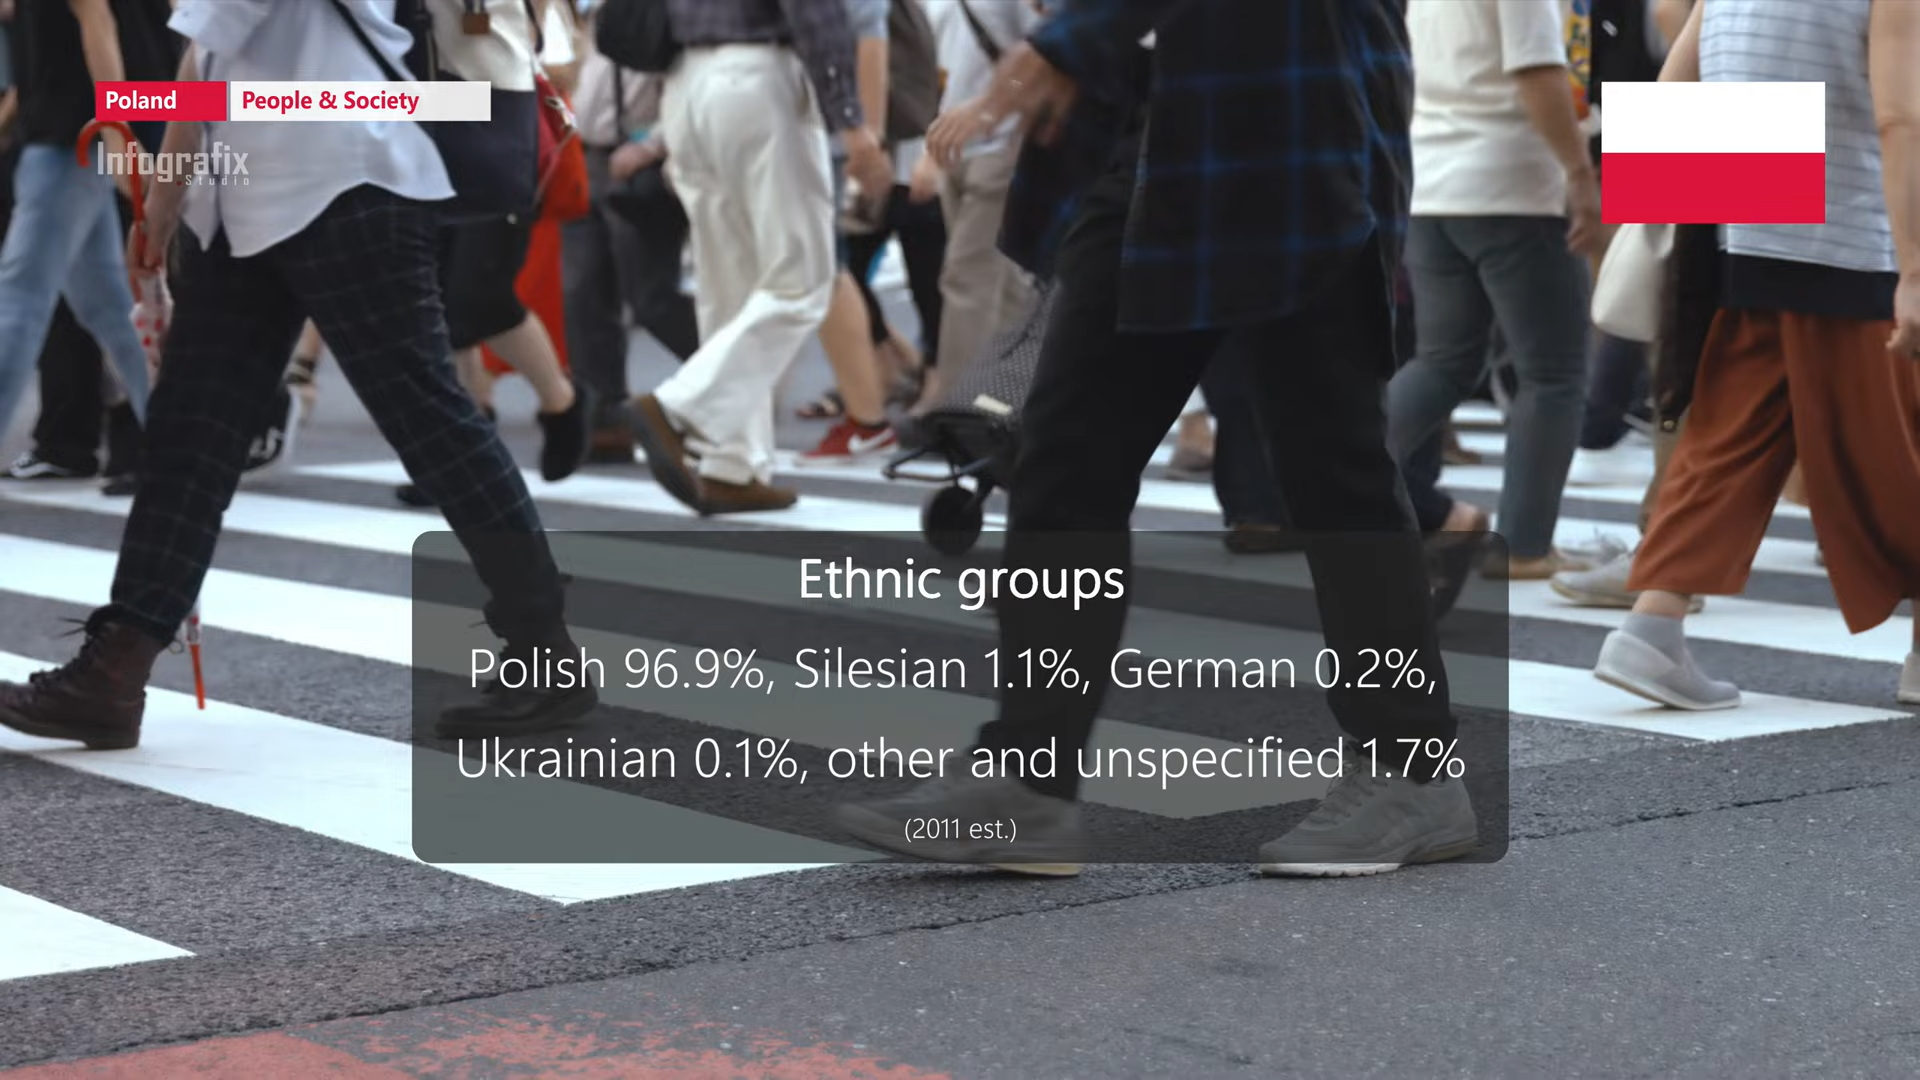 Poland People & Society
Infografix
Studio
Ethnic groups
Polish 96.9%, Silesian 1.1%, German 0.2%,
Ukrainian 0.1%, other and unspecified 1.7%
(2011 est.)